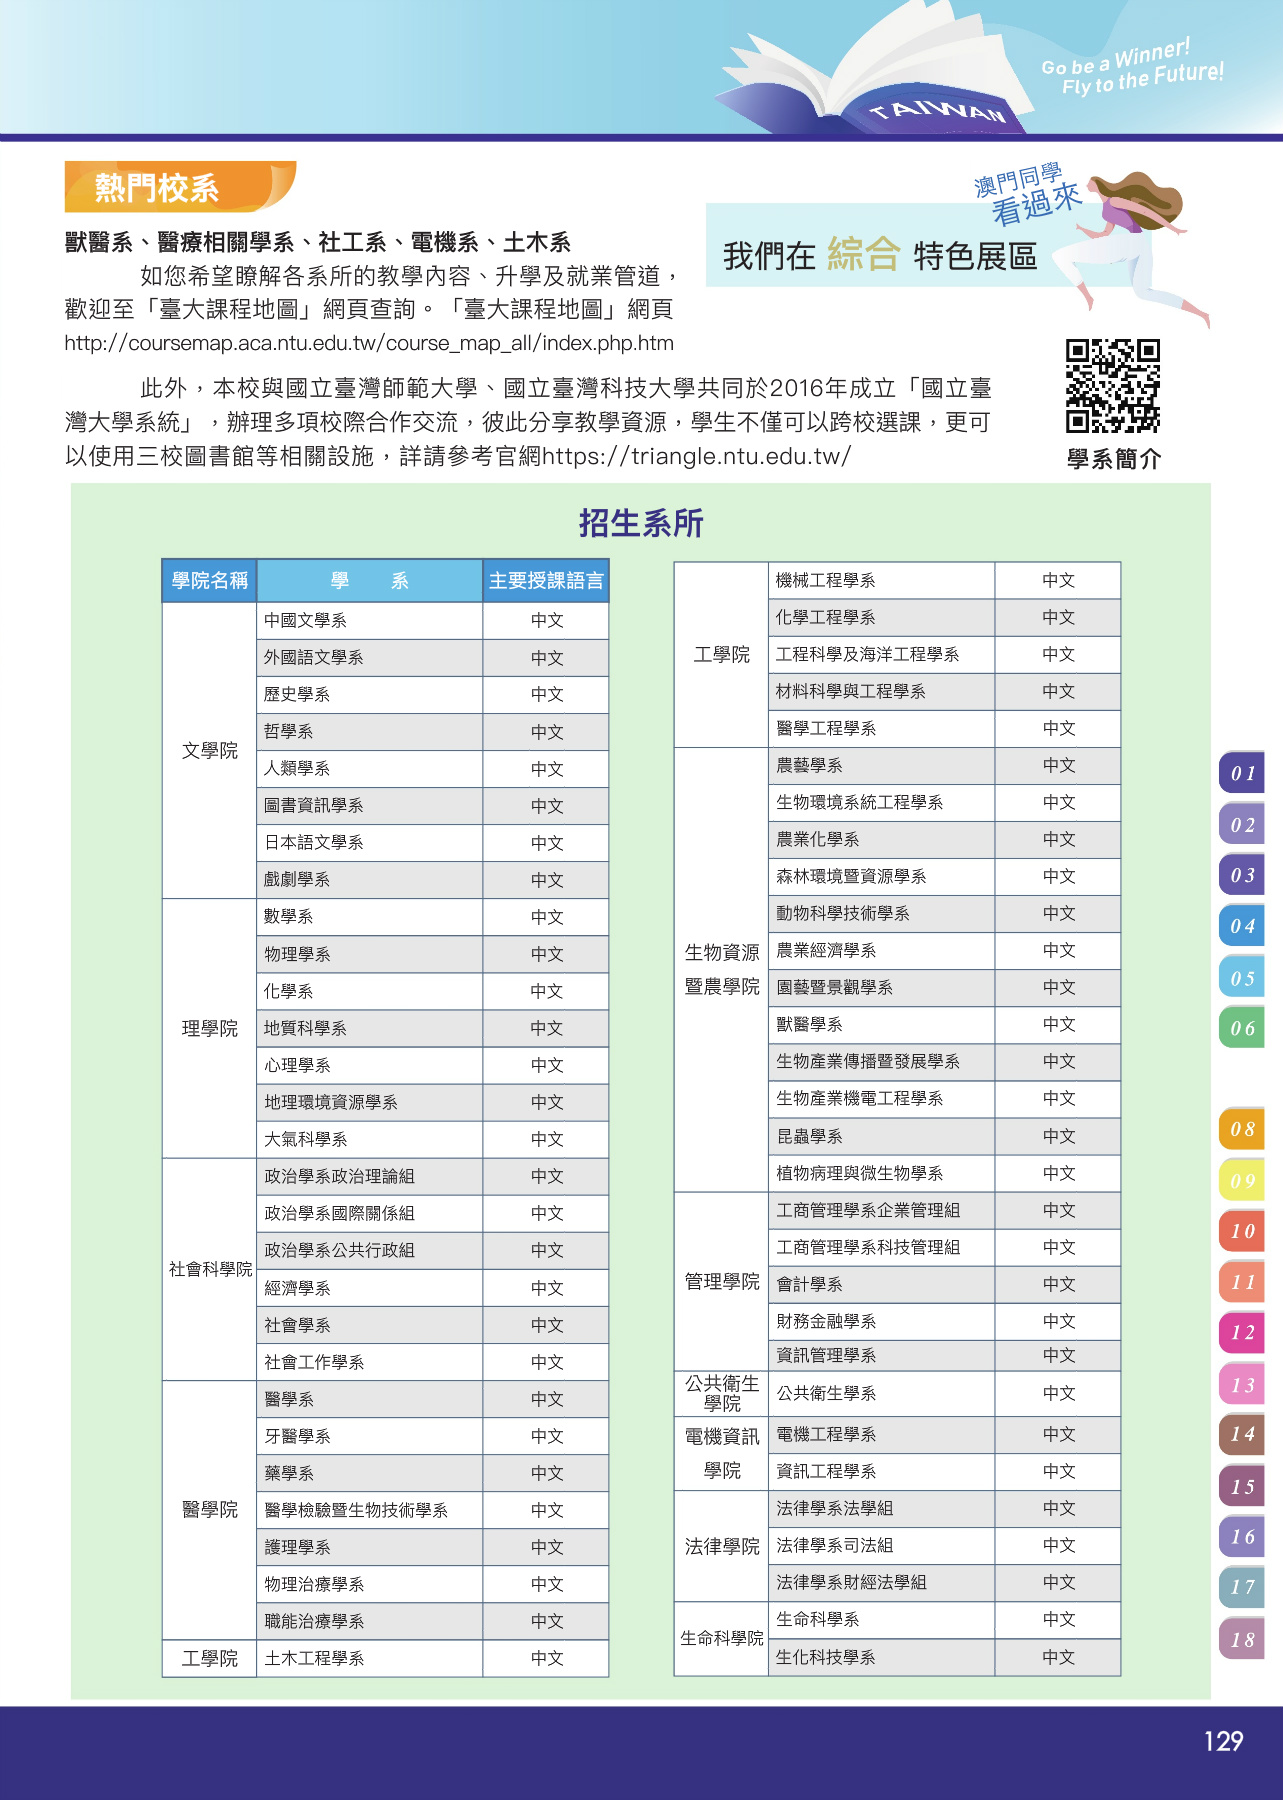 Go be a Winner!
Fly to the Future!
TAIWAN
熱門校系
澳門同學
看過來
我們在 綜合 特色展區
獸醫系、醫療相關學系、社工系、電機系、土木系
如您希望瞭解各系所的教學內容、升學及就業管道，
歡迎至「臺大課程地圖」網頁查詢。「臺大課程地圖」網頁
http://coursemap.aca.ntu.edu.tw/course_map_all/index.php.htm
此外，本校與國立臺灣師範大學、國立臺灣科技大學共同於2016年成立「國立臺
灣大學系統」，辦理多項校際合作交流，彼此分享教學資源，學生不僅可以跨校選課，更可
以使用三校圖書館等相關設施，詳請參考官網https://triangle.ntu.edu.tw/
學系簡介
招生系所
學院名稱 學 系 主要授課語言
文學院
中國文學系 中文
外國語文學系 中文
歷史學系 中文
哲學系 中文
人類學系 中文
圖書資訊學系 中文
日本語文學系 中文
戲劇學系 中文
理學院
數學系 中文
物理學系 中文
化學系 中文
地質科學系 中文
心理學系 中文
地理環境資源學系 中文
大氣科學系 中文
社會科學院
政治學系政治理論組 中文
政治學系國際關係組 中文
政治學系公共行政組 中文
經濟學系 中文
社會學系 中文
社會工作學系 中文
醫學院
醫學系 中文
牙醫學系 中文
藥學系 中文
醫學檢驗暨生物技術學系 中文
護理學系 中文
物理治療學系 中文
職能治療學系 中文
工學院 土木工程學系 中文
工學院
機械工程學系 中文
化學工程學系 中文
工程科學及海洋工程學系 中文
材料科學與工程學系 中文
醫學工程學系 中文
生物資源
暨農學院
農藝學系 中文
生物環境系統工程學系 中文
農業化學系 中文
森林環境暨資源學系 中文
動物科學技術學系 中文
農業經濟學系 中文
園藝暨景觀學系 中文
獸醫學系 中文
生物產業傳播暨發展學系 中文
生物產業機電工程學系 中文
昆蟲學系 中文
植物病理與微生物學系 中文
管理學院
工商管理學系企業管理組 中文
工商管理學系科技管理組 中文
會計學系 中文
財務金融學系 中文
資訊管理學系 中文
公共衛生
學院
公共衛生學系 中文
電機資訊
學院
電機工程學系 中文
資訊工程學系 中文
法律學院
法律學系法學組 中文
法律學系司法組 中文
法律學系財經法學組 中文
生命科學院
生命科學系 中文
生化科技學系 中文
01
02
03
04
05
06
08
09
10
11
12
13
14
15
16
17
18
129